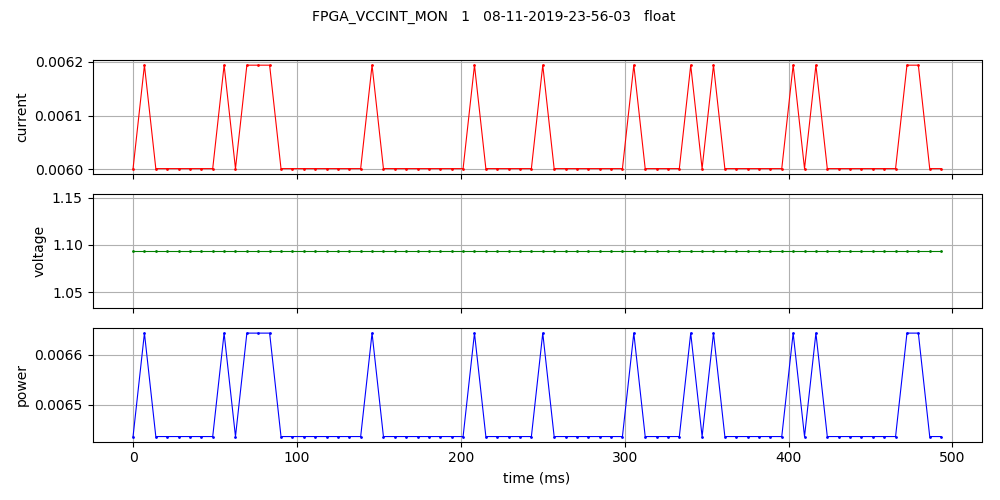 FPGA_VCCINT_MON   1   08-11-2019-23-56-03   float
0.0062
0.0061
0.0060
current
1.15
1.10
1.05
voltage
0.0066
0.0065
power
0 100 200 300 400 500
time (ms)